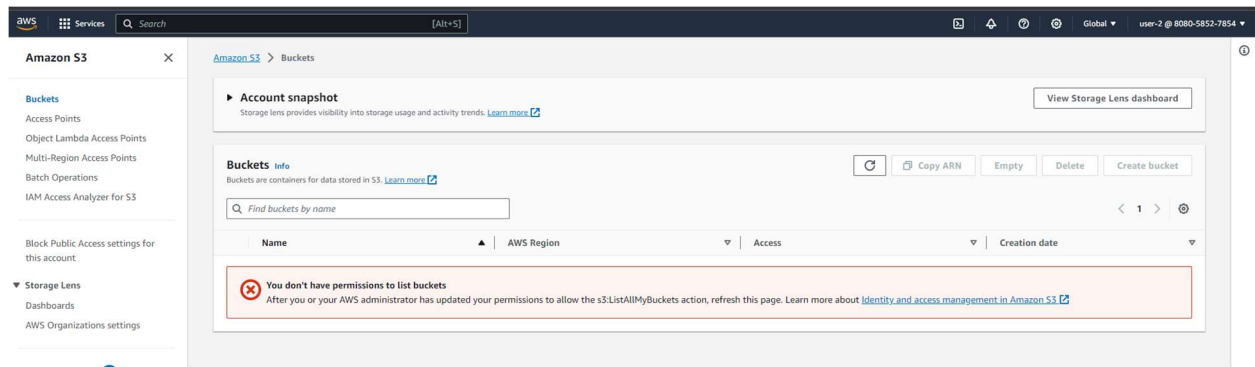 aws Services Search [Alt+S] Global user-2 @ 8080-5852-7854
Amazon S3
Buckets
Access Points
Object Lambda Access Points
Multi-Region Access Points
Batch Operations
IAM Access Analyzer for S3
Block Public Access settings for
this account
Storage Lens
Dashboards
AWS Organizations settings
Amazon S3 > Buckets
Account snapshot
Storage lens provides visibility into storage usage and activity trends. Learn more
View Storage Lens dashboard
Buckets Info
Buckets are containers for data stored in S3. Learn more
Copy ARN Empty Delete Create bucket
Find buckets by name
1
Name AWS Region Access Creation date
You don't have permissions to list buckets
After you or your AWS administrator has updated your permissions to allow the s3:ListAllMyBuckets action, refresh this page. Learn more about Identity and access management in Amazon S3